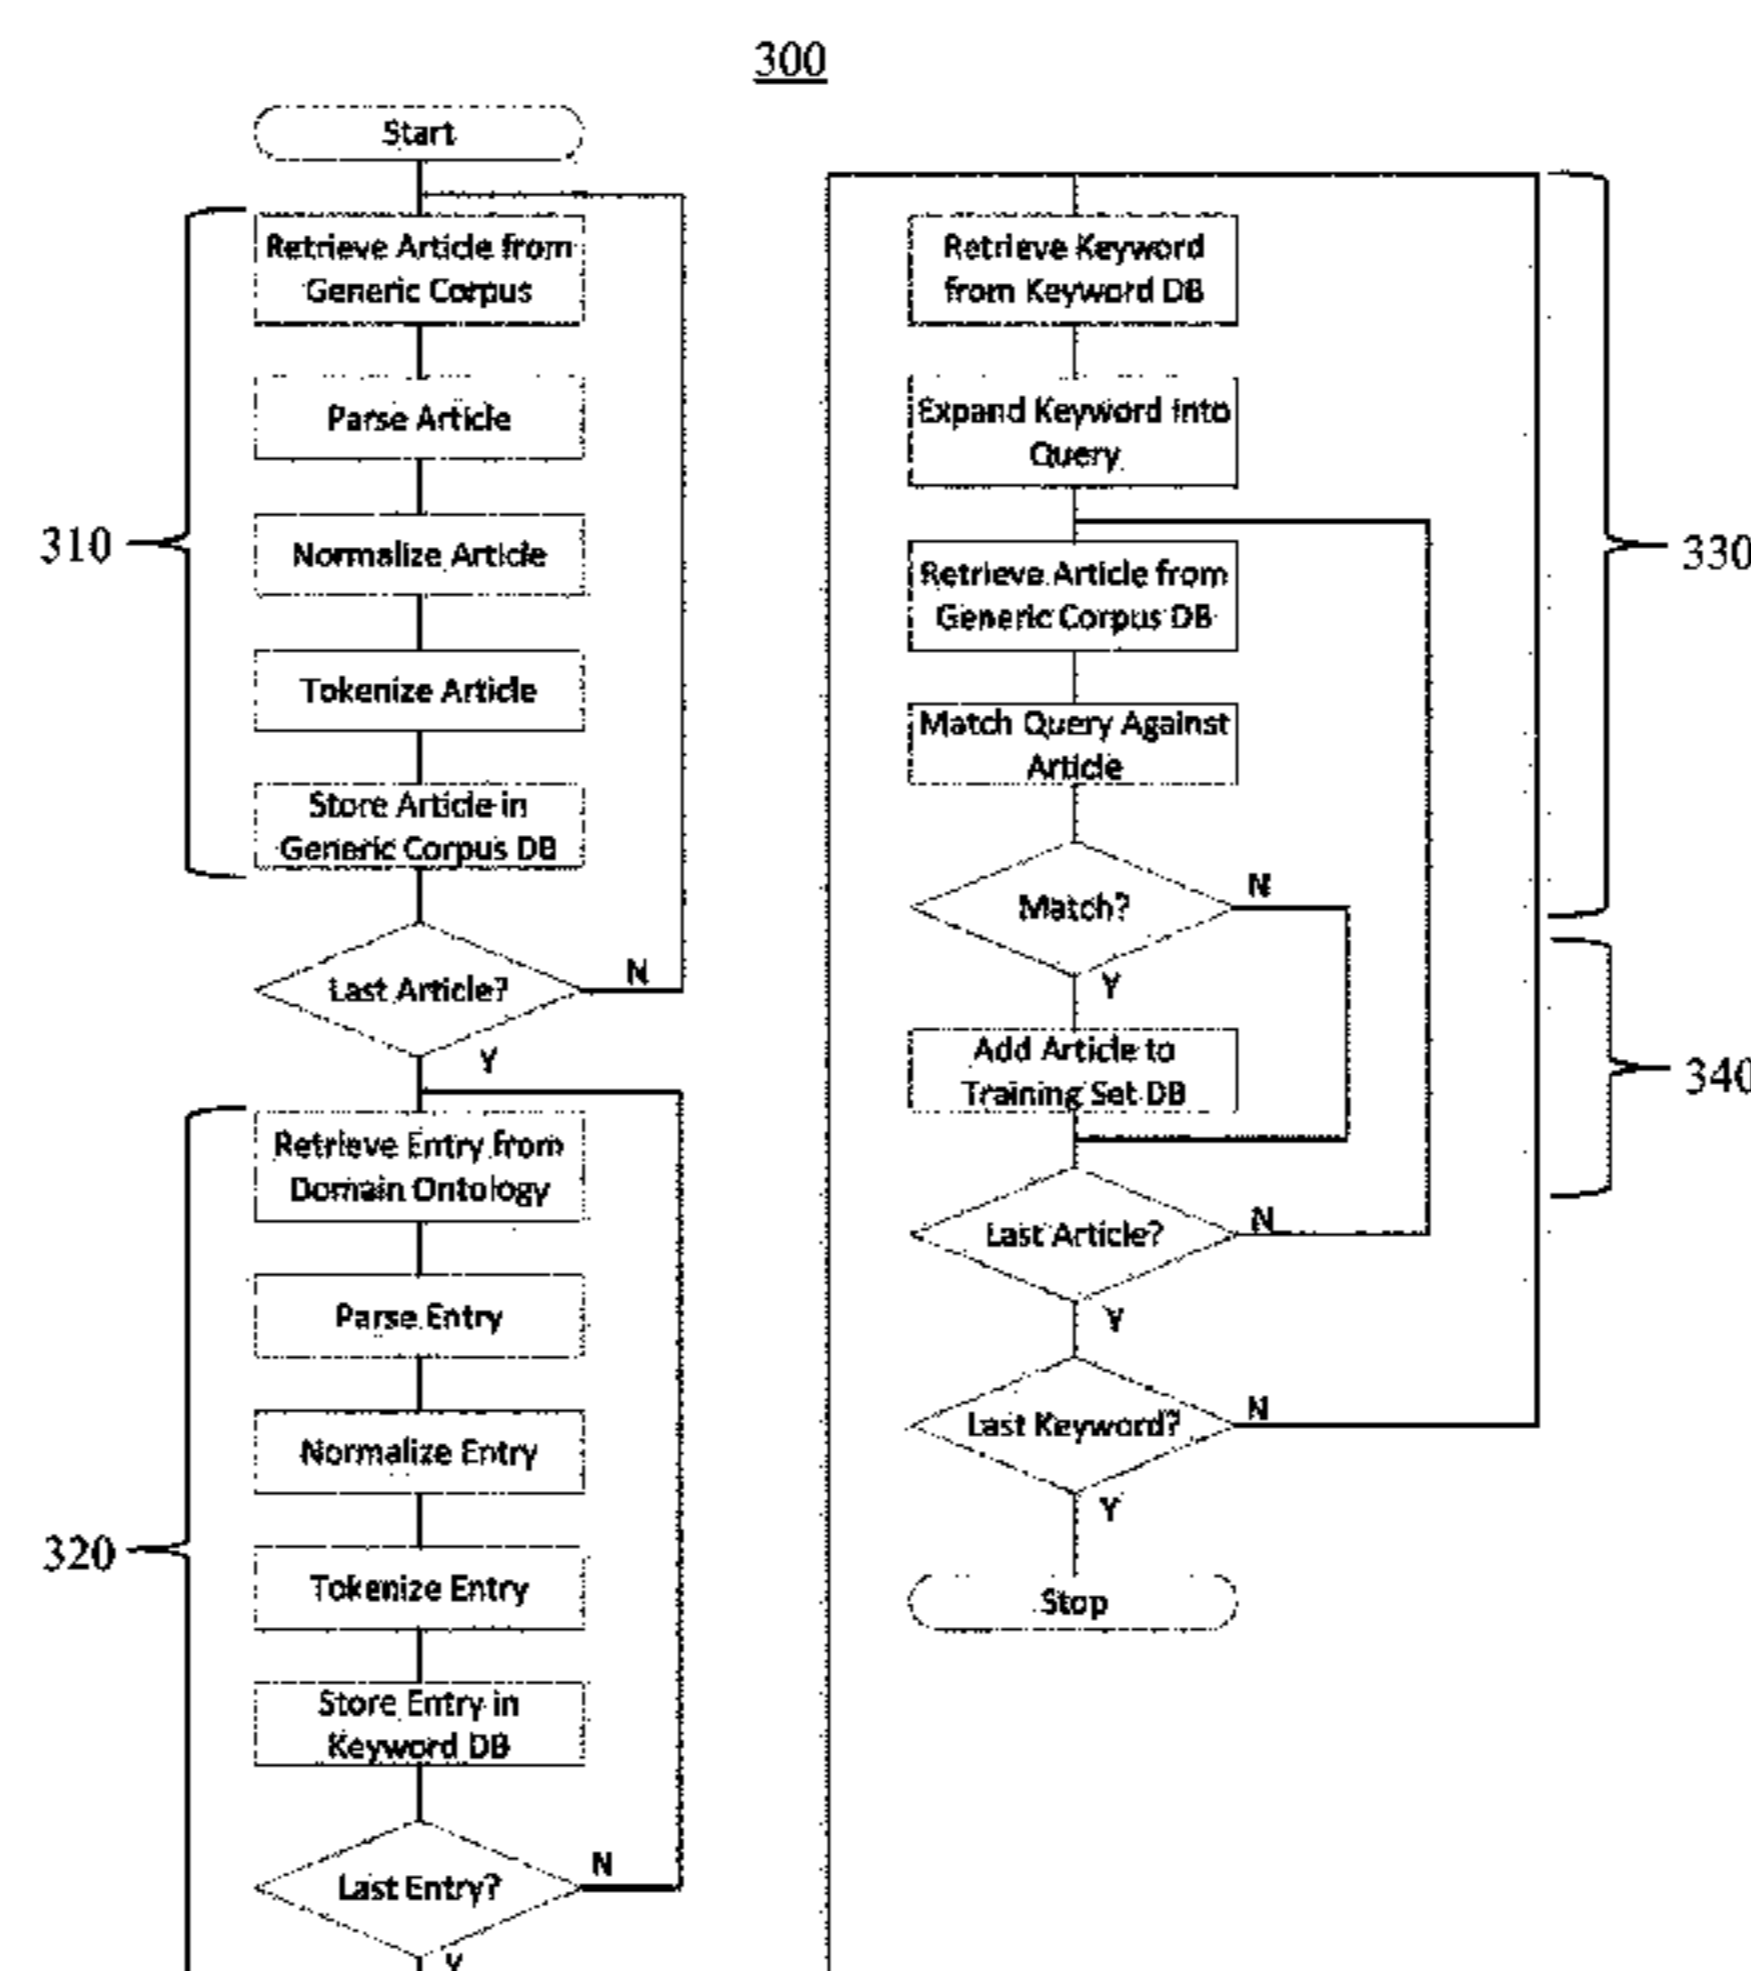 300
Start
Retrieve Article from
Generic Corpus
Parse Article
Normalize Article
310
Tokenize Article
Store Article in
Generic Corpus DB
Last Article?
N
Y
Retrieve Entry from
Domain Ontology
Parse Entry
Normalize Entry
320
Tokenize Entry
Store Entry in
Keyword DB
Last Entry?
N
Y
Retrieve Keyword
from Keyword DB
Expand Keyword into
Query
330
Retrieve Article from
Generic Corpus DB
Match Query Against
Article
Match?
N
Y
340
Add Article to
Training Set DB
Last Article?
N
Y
Last Keyword?
N
Y
Stop